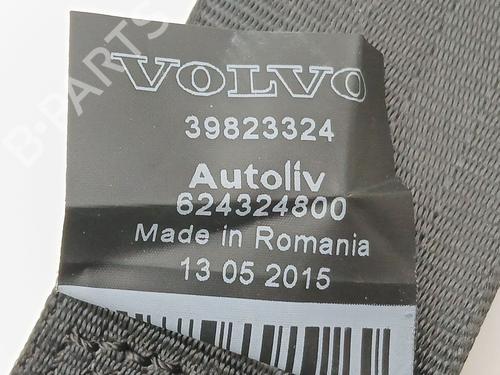 VOLVO
39823324
Autoliv
624324800
Made in Romania
13 05 2015
B-PARTS